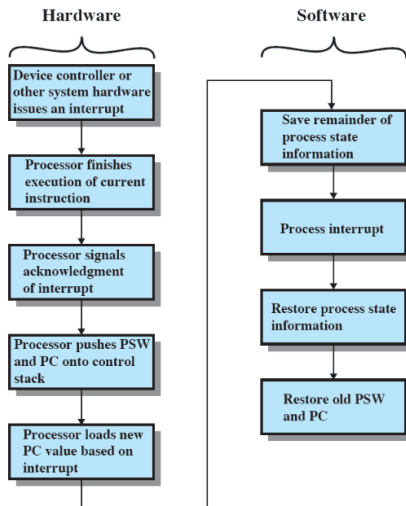 Hardware
Device controller or
other system hardware
issues an interrupt
Processor finishes
execution of current
instruction
Processor signals
acknowledgment
of interrupt
Processor pushes PSW
and PC onto control
stack
Processor loads new
PC value based on
interrupt
Software
Save remainder of
process state
information
Process interrupt
Restore process state
information
Restore old PSW
and PC